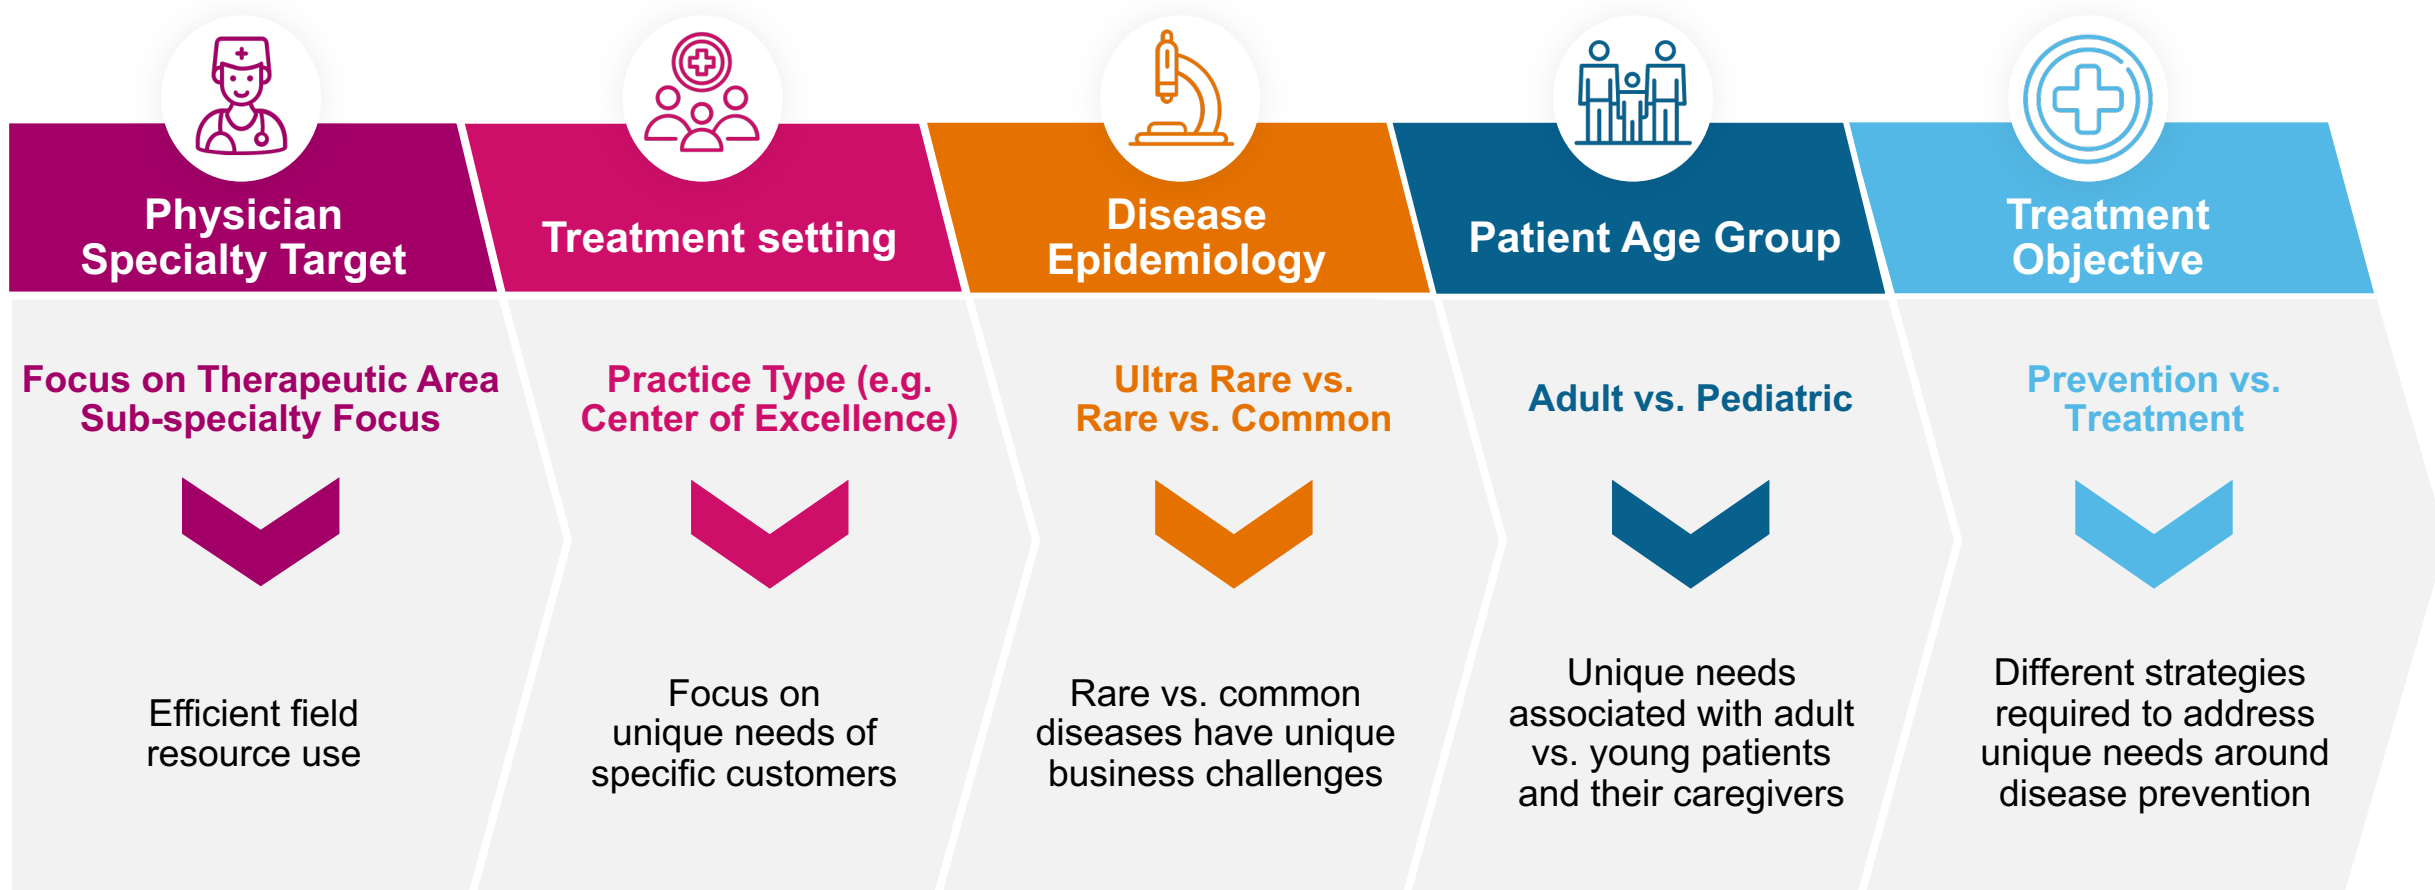 Physician
Specialty Target
Focus on Therapeutic Area
Sub-specialty Focus
Efficient field
resource use
Treatment setting
Practice Type (e.g.
Center of Excellence)
Focus on
unique needs of
specific customers
Disease
Epidemiology
Ultra Rare vs.
Rare vs. Common
Rare vs. common
diseases have unique
business challenges
Patient Age Group
Adult vs. Pediatric
Unique needs
associated with adult
vs. young patients
and their caregivers
Treatment
Objective
Prevention vs.
Treatment
Different strategies
required to address
unique needs around
disease prevention